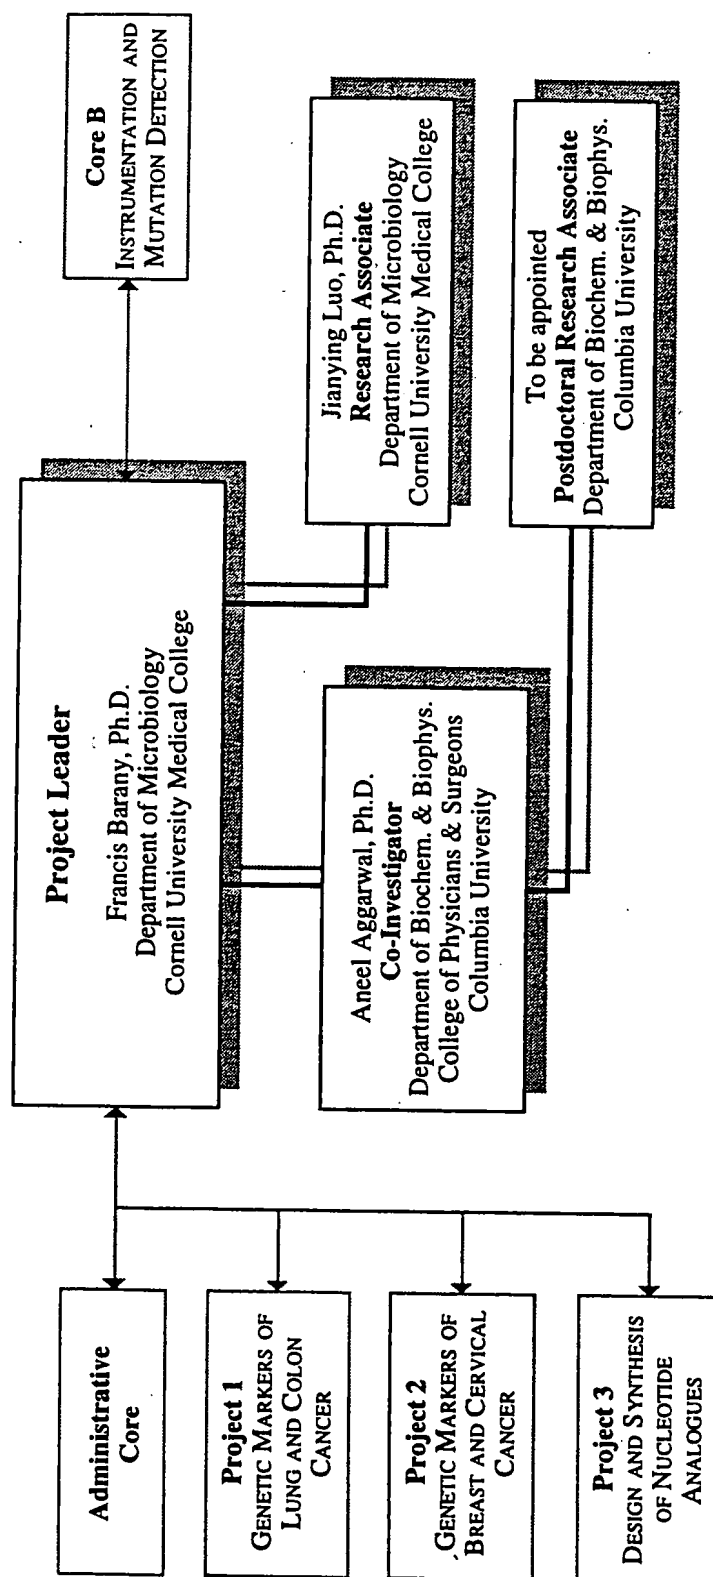 Administrative
Core
Project 1
GENETIC MARKERS OF
LUNG AND COLON
CANCER
Project 2
GENETIC MARKERS OF
BREAST AND CERVICAL
CANCER
Project 3
DESIGN AND SYNTHESIS
OF NUCLEOTIDE
ANALOGUES
Project Leader
Francis Barany, Ph.D.
Department of Microbiology
Cornell University Medical College
Aneel Aggarwal, Ph.D.
Co-Investigator
Department of Biochem. & Biophys.
College of Physicians & Surgeons
Columbia University
Core B
INSTRUMENTATION AND
MUTATION DETECTION
Jianying Luo, Ph.D.
Research Associate
Department of Microbiology
Cornell University Medical College
To be appointed
Postdoctoral Research Associate
Department of Biochem. & Biophys.
Columbia University